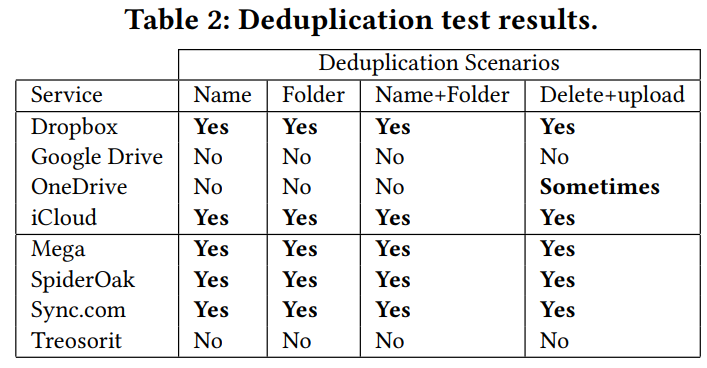 Table 2: Deduplication test results.
Deduplication Scenarios
Service Name Folder Name+Folder Delete+upload
Dropbox Yes Yes Yes Yes
Google Drive No No No No
OneDrive No No No Sometimes
iCloud Yes Yes Yes Yes
Mega Yes Yes Yes Yes
SpiderOak Yes Yes Yes Yes
Sync.com Yes Yes Yes Yes
Treosorit No No No No